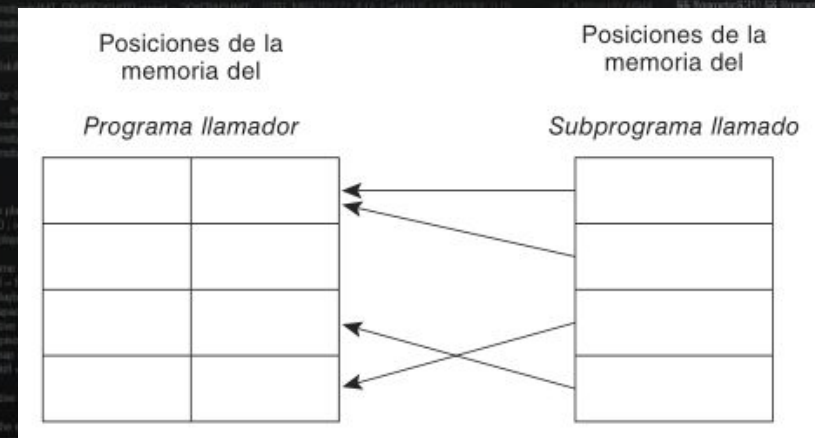 Posiciones de la
memoria del
Programa llamador
Posiciones de la
memoria del
Subprograma llamado